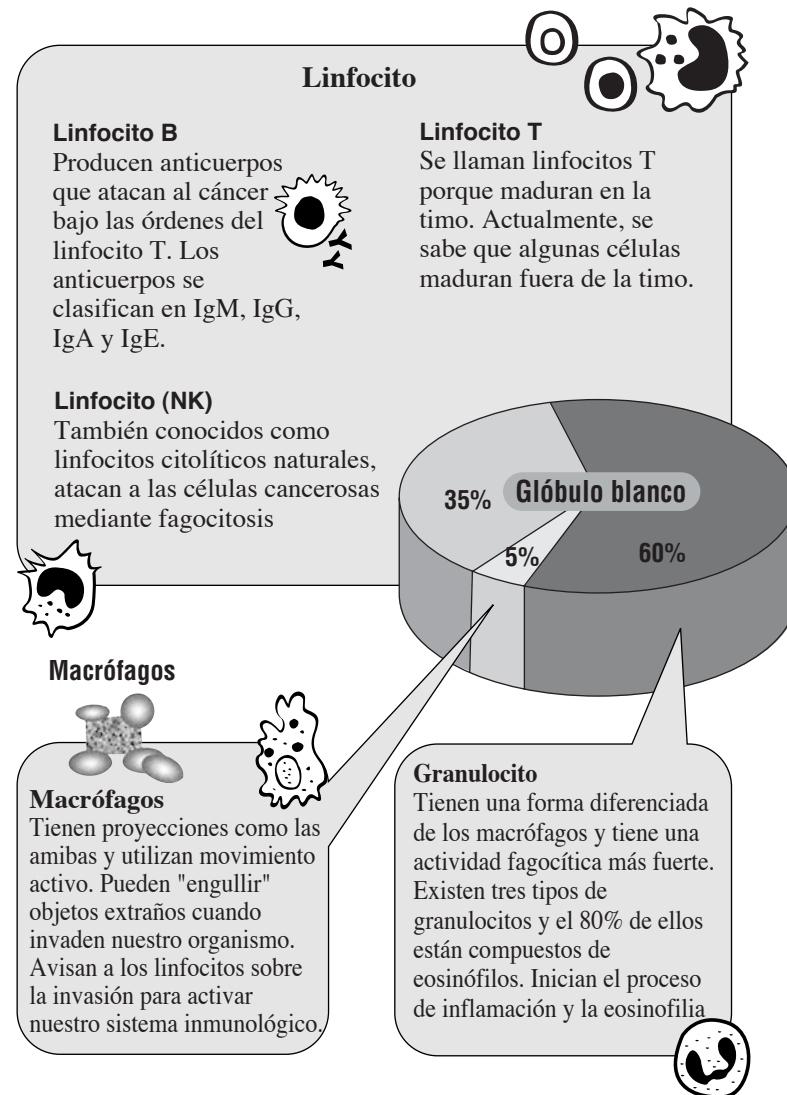 Linfocito
Linfocito B
Producen anticuerpos
que atacan al cáncer
bajo las órdenes del
linfocito T. Los
anticuerpos se
clasifican en IgM, IgG,
IgA y IgE.
Linfocito T
Se llaman linfocitos T
porque maduran en la
timo. Actualmente, se
sabe que algunas células
maduran fuera de la timo.
Linfocito (NK)
También conocidos como
linfocitos citolíticos naturales,
atacan a las células cancerosas
mediante fagocitosis
35%
Glóbulo blanco
5%
60%
Macrófagos
Macrófagos
Tienen proyecciones como las
amibas y utilizan movimiento
activo. Pueden "engullir"
objetos extraños cuando
invaden nuestro organismo.
Avisan a los linfocitos sobre
la invasión para activar
nuestro sistema inmunológico.
Granulocito
Tienen una forma diferenciada
de los macrófagos y tiene una
actividad fagocítica más fuerte.
Existen tres tipos de
granulocitos y el 80% de ellos
están compuestos de
eosinófilos. Inician el proceso
de inflamación y la eosinofilia